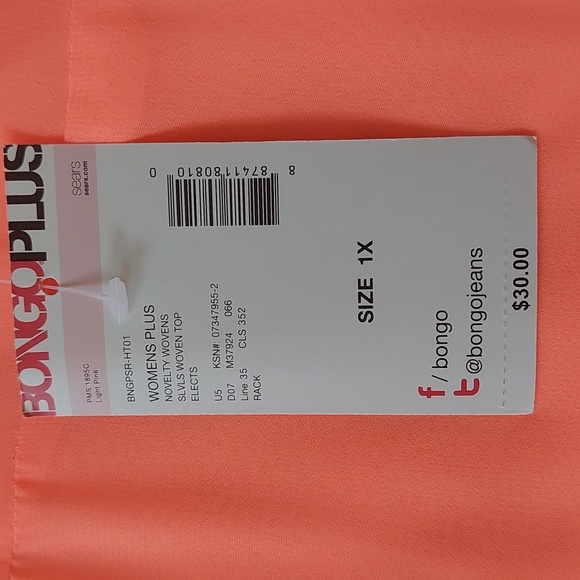 BONGOPLUS
sears
sears.com
PMS 1895C
Light Pink
BNGPSR-HT01
WOMENS PLUS
NOVELTY WOVENS
SLVLS WOVEN TOP
ELECTS
U5 KSN#: 07347955-2
D07 M37924 066
Line 35 CLS 352
RACK
8 87411 80810 0
SIZE 1X
f / bongo
t @bongojeans
$30.00